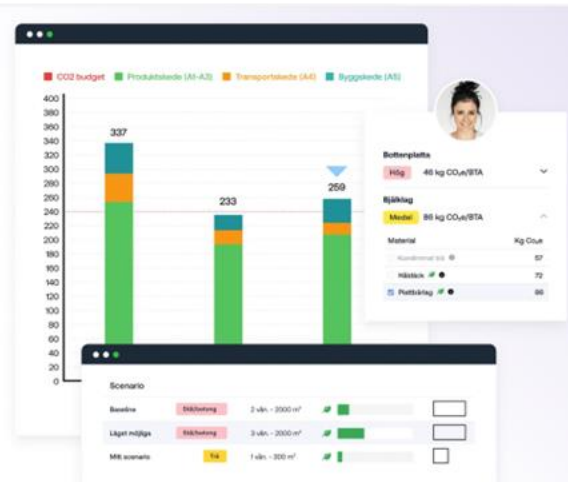 CO2 budget Produktskede (A1-A3) Transportskede (A4) Byggskede (A5)
400
380
360
340
320
300
280
260
240
220
200
180
160
140
120
100
80
60
40
20
0
337
233
259
Bottenplatta
Hög 46 kg CO₂e/BTA
Bjälklag
Medel 86 kg CO₂e/BTA
Material Kg Co₂e
57
72
Plattbärlag 86
Scenario
Baseline Stål/betong 2 vån. - 2000 m²
Lägst möjliga Stål/betong 3 vån. - 2000 m²
Mitt scenario Trä 1 vån. - 300 m²